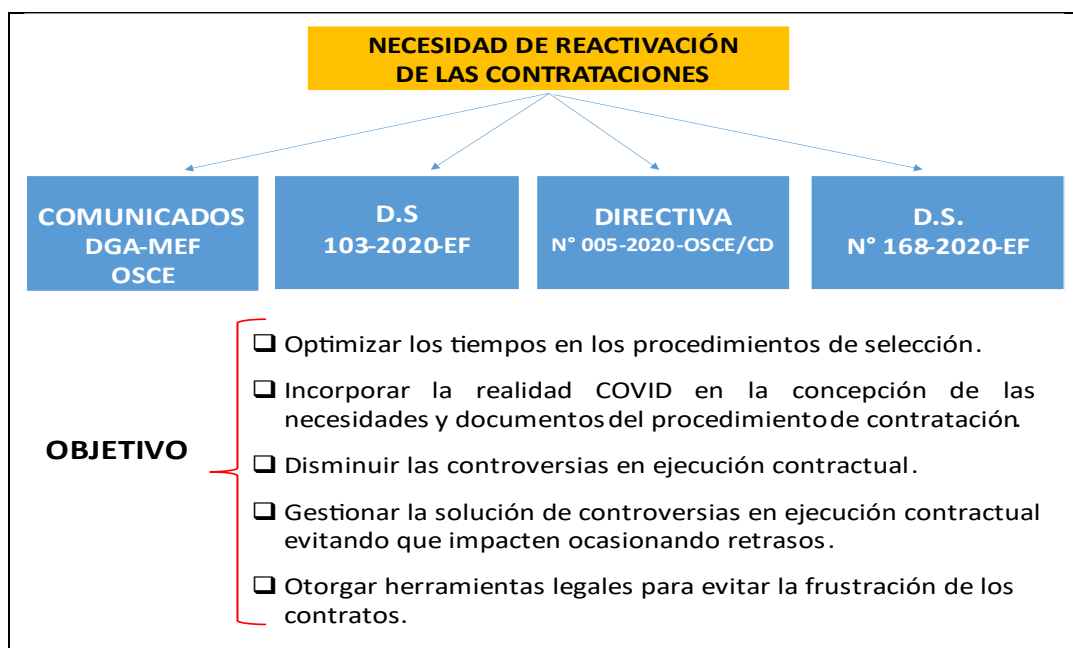 NECESIDAD DE REACTIVACIÓN
DE LAS CONTRATACIONES
COMUNICADOS
DGA-MEF
OSCE
D.S
103-2020-EF
DIRECTIVA
N° 005-2020-OSCE/CD
D.S.
N° 168-2020-EF
OBJETIVO
❑ Optimizar los tiempos en los procedimientos de selección.
❑ Incorporar la realidad COVID en la concepción de las
necesidades y documentos del procedimiento de contratación.
❑ Disminuir las controversias en ejecución contractual.
❑ Gestionar la solución de controversias en ejecución contractual
evitando que impacten ocasionando retrasos.
❑ Otorgar herramientas legales para evitar la frustración de los
contratos.